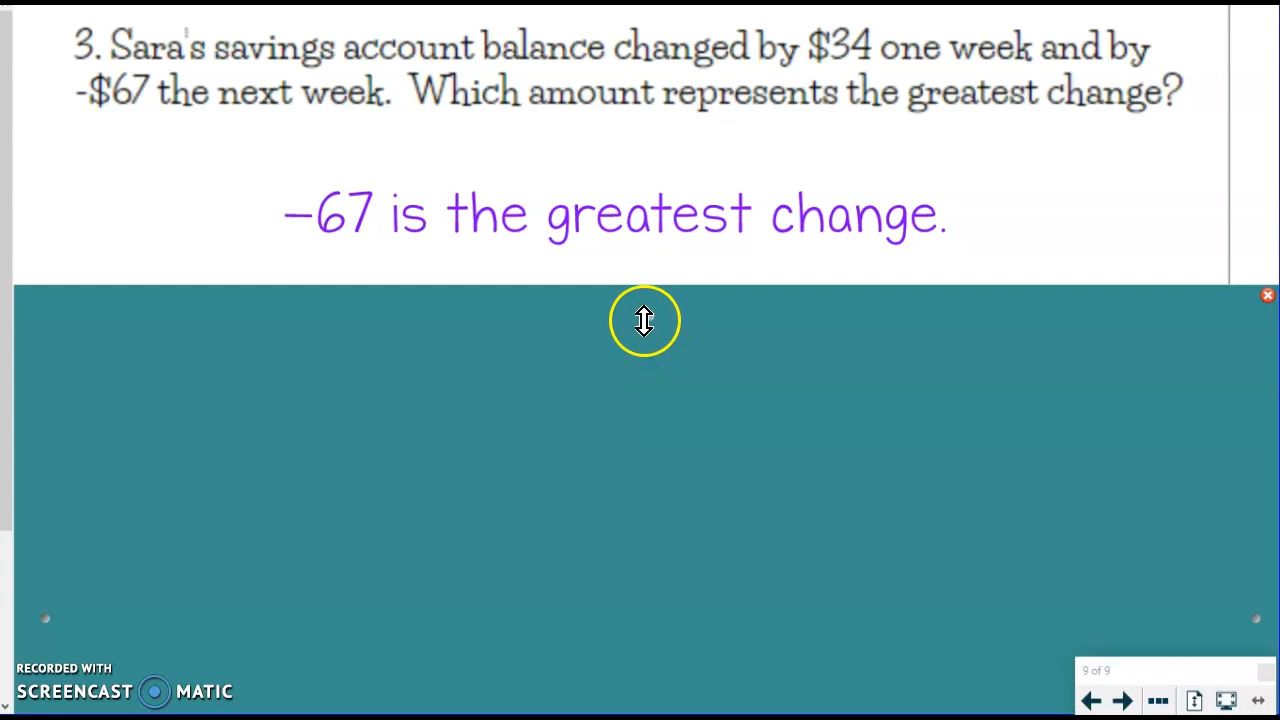 3. Sara's savings account balance changed by $34 one week and by
-$67 the next week.  Which amount represents the greatest change?
-67 is the greatest change.
RECORDED WITH
SCREENCAST MATIC
9 of 9